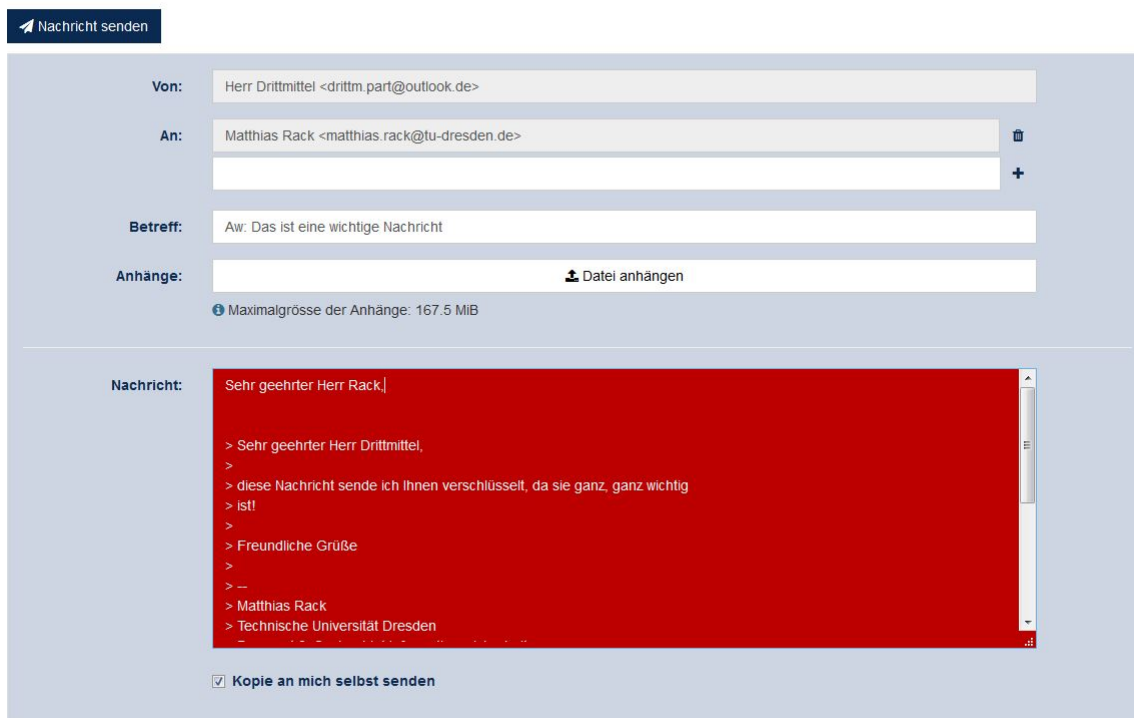 Nachricht senden
Von: Herr Drittmittel <drittm.part@outlook.de>
An: Matthias Rack <matthias.rack@tu-dresden.de>
Betreff: Aw: Das ist eine wichtige Nachricht
Anhänge: Datei anhängen
Maximalgrösse der Anhänge: 167.5 MiB
Nachricht: Sehr geehrter Herr Rack,
> Sehr geehrter Herr Drittmittel,
>
> diese Nachricht sende ich Ihnen verschlüsselt, da sie ganz, ganz wichtig
> ist!
>
> Freundliche Grüße
>
> --
> Matthias Rack
> Technische Universität Dresden
Kopie an mich selbst senden